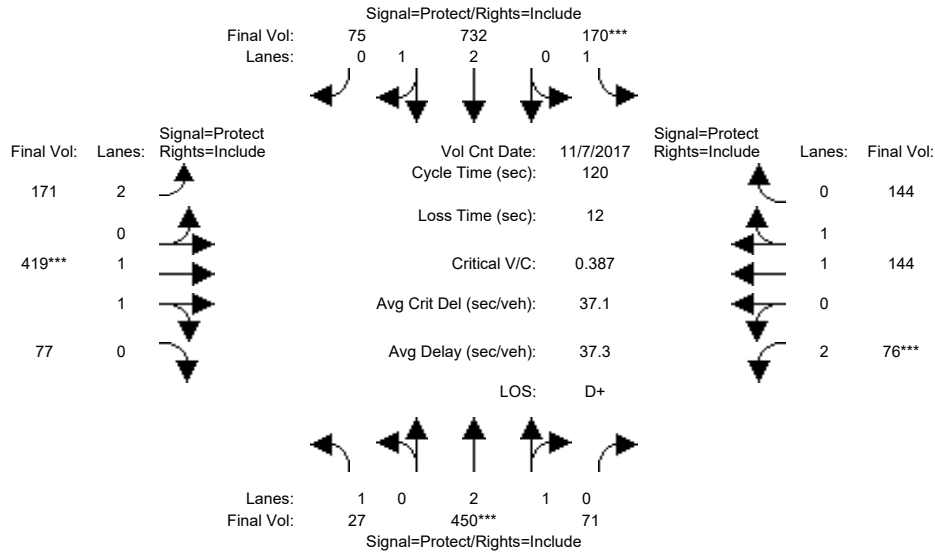 Signal=Protect/Rights=Include
Final Vol: 75 732 170***
Lanes: 0 1 2 0 1
Signal=Protect
Final Vol: Lanes: Rights=Include
Vol Cnt Date: 11/7/2017
Signal=Protect
Rights=Include Lanes: Final Vol:
Cycle Time (sec): 120
171 2
0 144
Loss Time (sec): 12
0
1
419*** 1
Critical V/C: 0.387
1 144
1
Avg Crit Del (sec/veh): 37.1
0
77 0
Avg Delay (sec/veh): 37.3
2 76***
LOS: D+
Lanes: 1 0 2 1 0
Final Vol: 27 450*** 71
Signal=Protect/Rights=Include